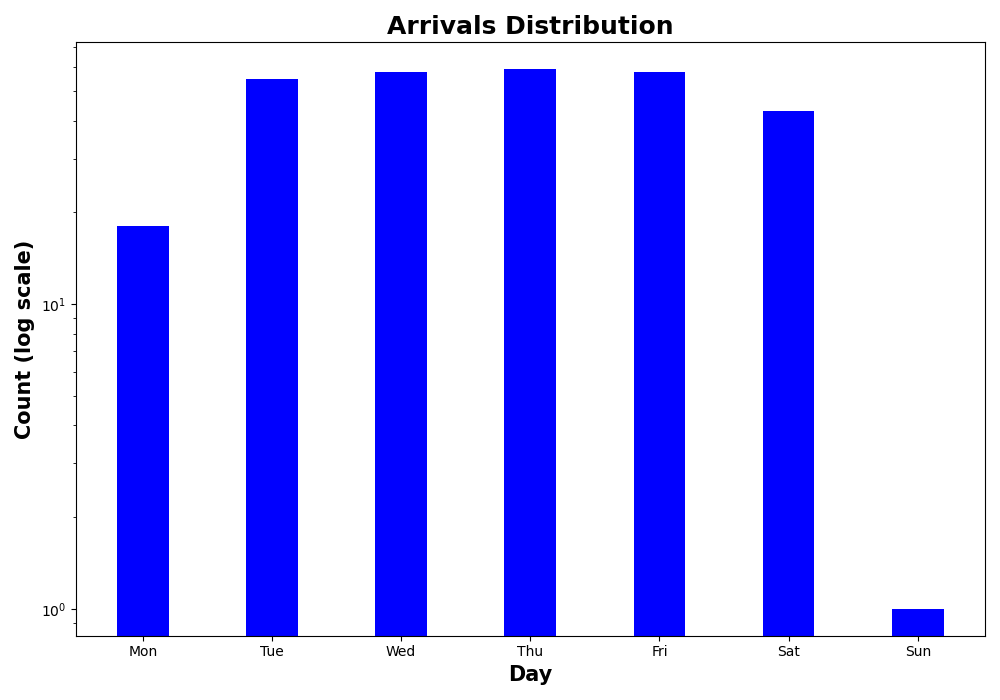 Arrivals Distribution
Count (log scale)
10¹
10⁰
Mon Tue Wed Thu Fri Sat Sun
Day